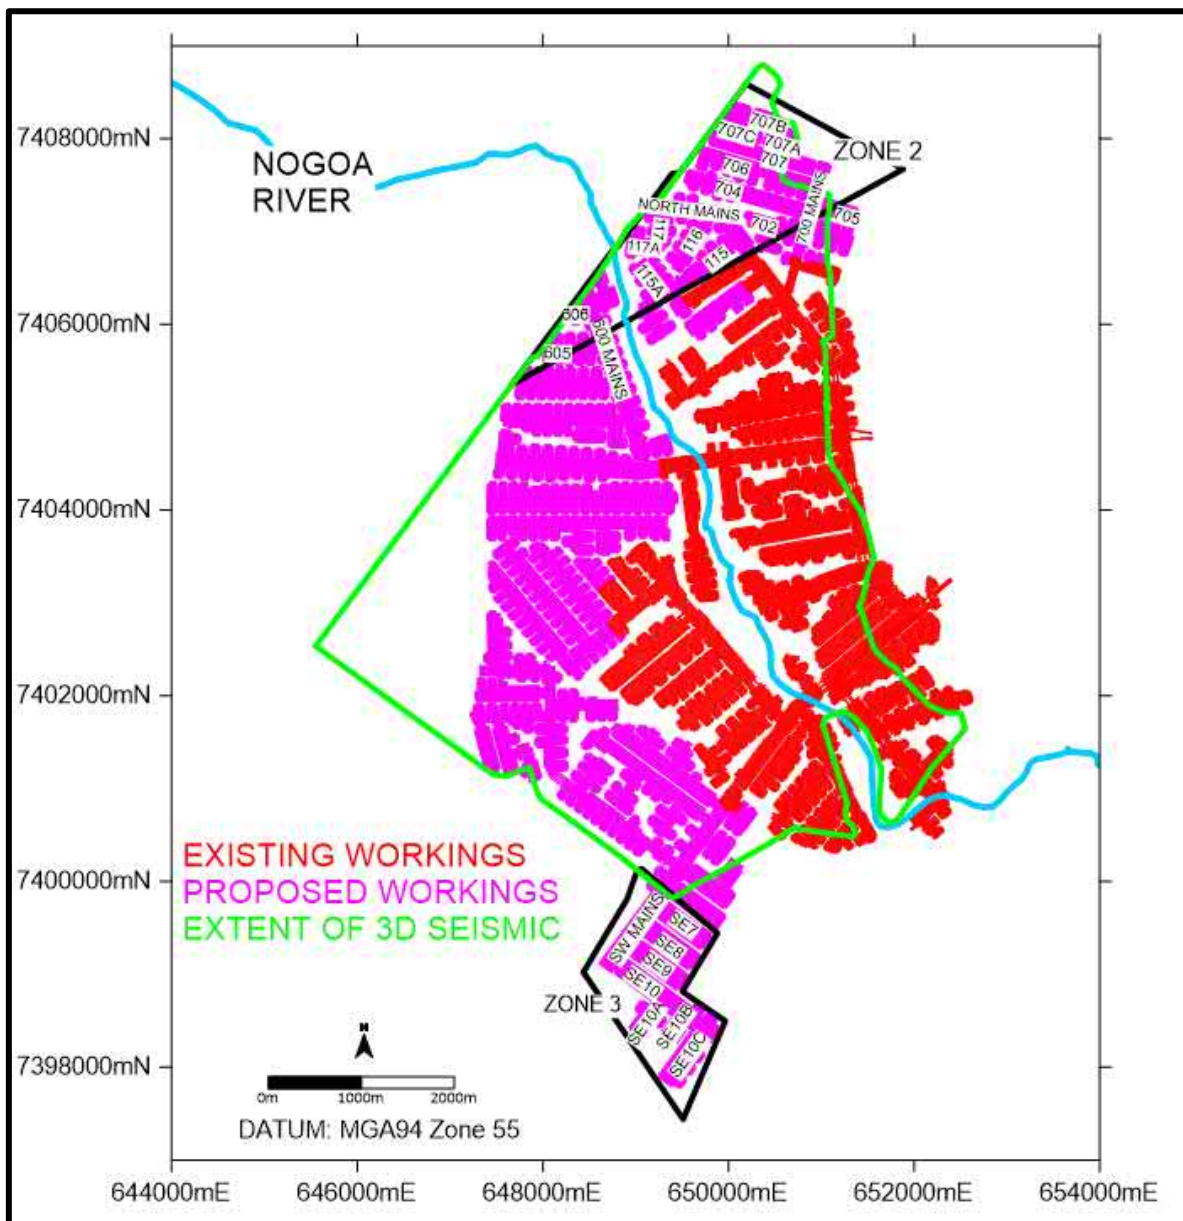 7408000mN
7406000mN
7404000mN
7402000mN
7400000mN
7398000mN
NOGOA
RIVER
ZONE 2
707B
707C
707A
707
706
704
700 MAINS
705
NORTH MAINS
702
117
116
117A
115
115A
606
600 MAINS
605
EXISTING WORKINGS
PROPOSED WORKINGS
EXTENT OF 3D SEISMIC
SW MAINS
SE7
SE8
SE9
SE10
ZONE 3
SE10A
SE10B
SE10C
N
0m 1000m 2000m
DATUM: MGA94 Zone 55
644000mE 646000mE 648000mE 650000mE 652000mE 654000mE